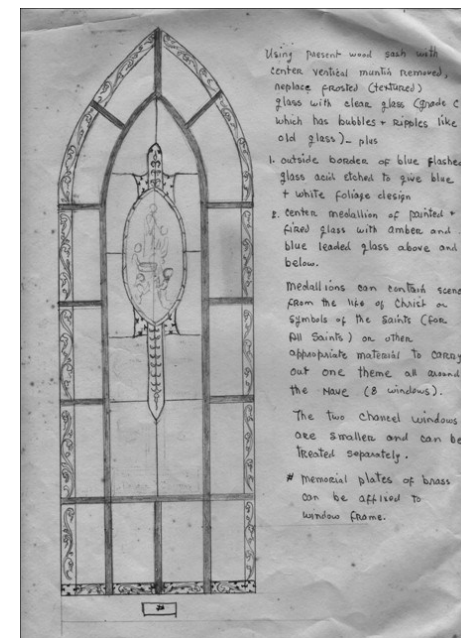 Using present wood sash with
center vertical muntin removed,
replace frosted (textured)
glass with clear glass (grade C
which has bubbles + ripples like
old glass) - plus
1. outside border of blue flashed
glass acid etched to give blue
+ white foliage design
2. center medallion of painted +
fired glass with amber and
blue leaded glass above and
below.
Medallions can contain scene
from the life of Christ or
symbols of the Saints (for
All Saints) or other
appropriate material to carry
out one theme all around
the Nave (8 windows).
The two chancel windows
are smaller and can be
treated separately.
# memorial plates of brass
can be affixed to
window frame.